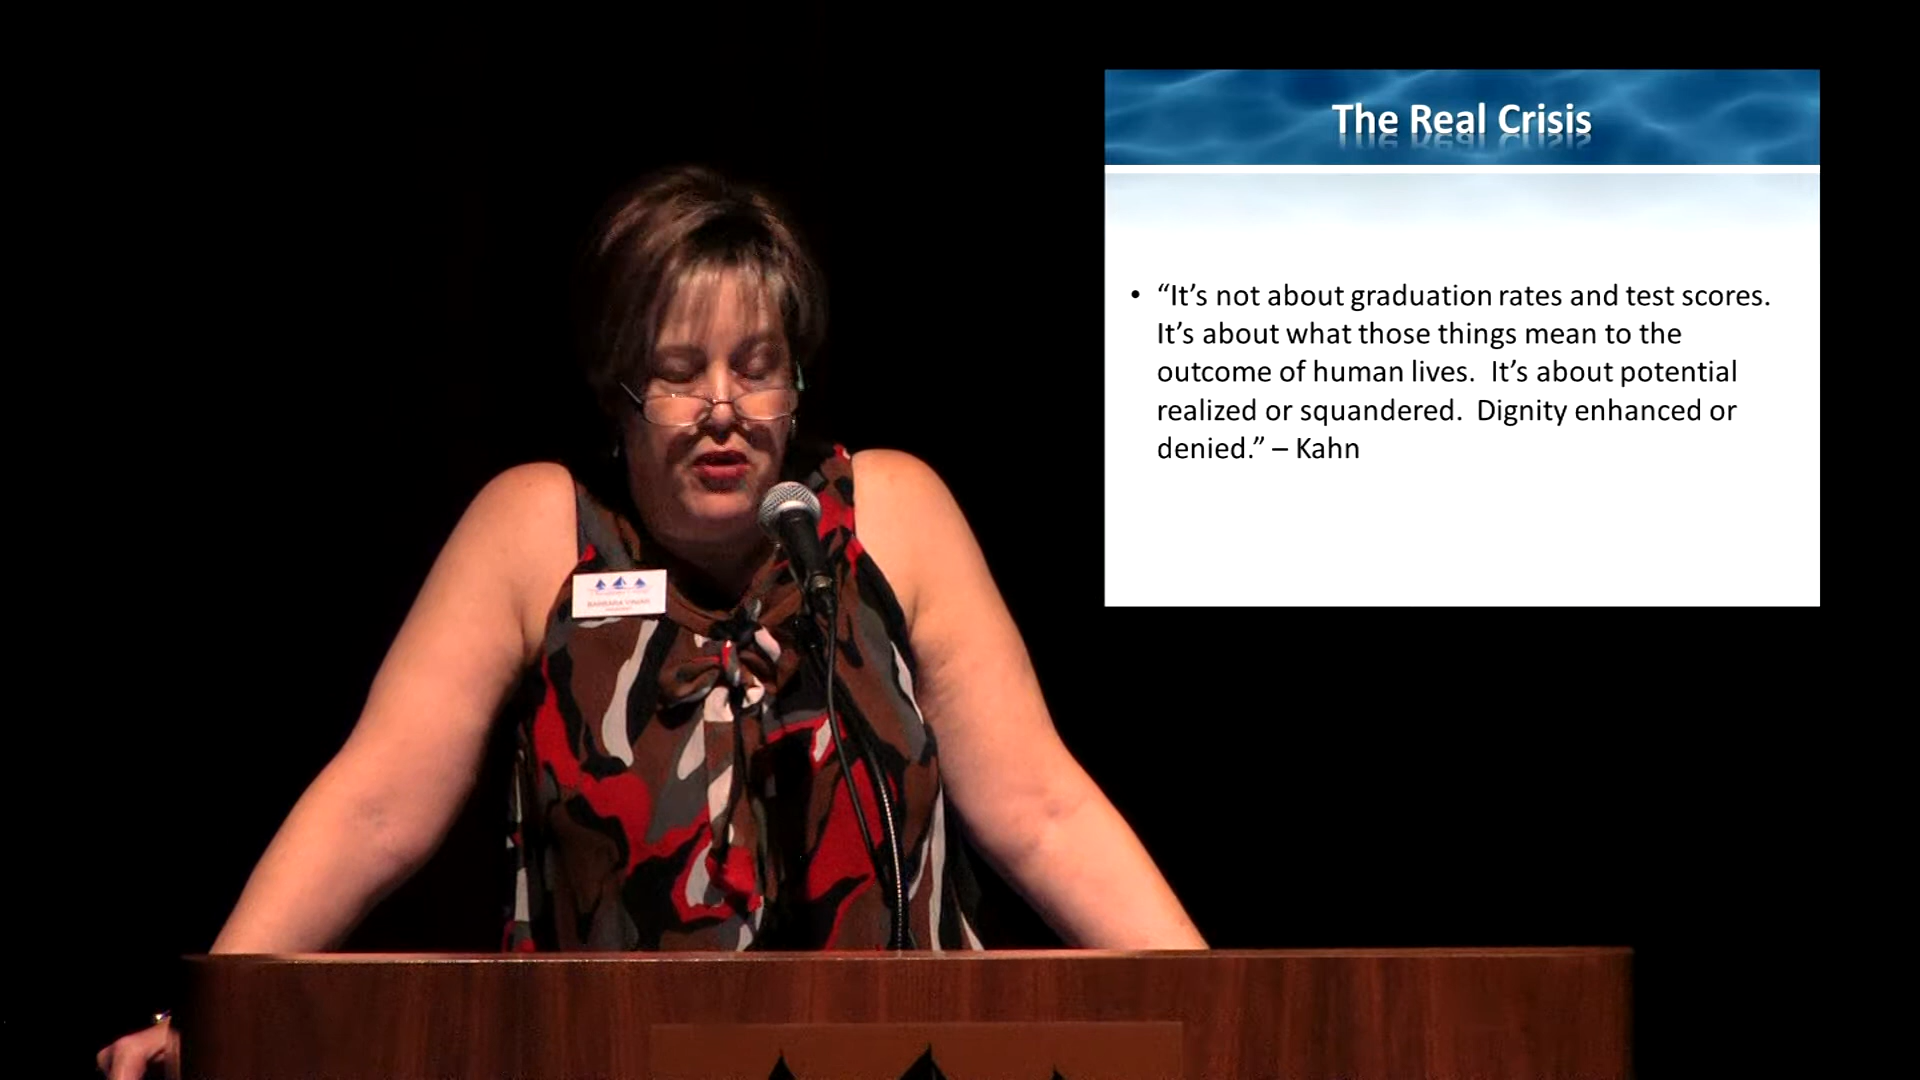 The Real Crisis
• “It’s not about graduation rates and test scores.
It’s about what those things mean to the
outcome of human lives.  It’s about potential
realized or squandered.  Dignity enhanced or
denied.” – Kahn
BARBARA